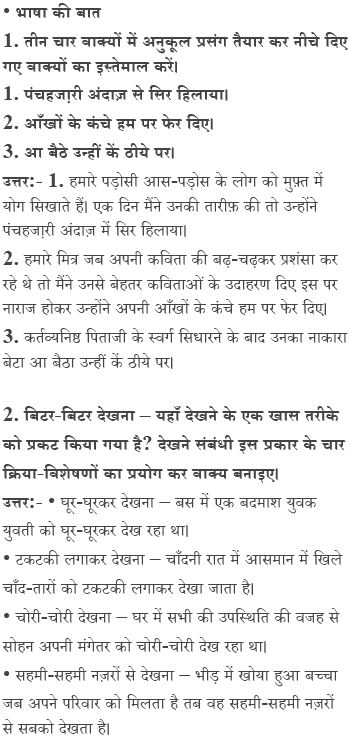 • भाषा की बात
1. तीन चार वाक्यों में अनुकूल प्रसंग तैयार कर नीचे दिए
गए वाक्यों का इस्तेमाल करें।
1. पंचहजा़री अंदाज़ से सिर हिलाया।
2. आँखों के कंचे हम पर फेर दिए।
3. आ बैठे उन्हीं कें ठीये पर।
उत्तर:- 1. हमारे पड़ोसी आस-पड़ोस के लोग को मुफ़्त में
योग सिखाते हैं। एक दिन मैंने उनकी तारीफ़ की तो उन्होंने
पंचहजा़री अंदाज़ में सिर हिलाया।
2. हमारे मित्र जब अपनी कविता की बढ़-चढ़कर प्रशंसा कर
रहे थे तो मैंने उनसे बेहतर कविताओं के उदाहरण दिए इस पर
नाराज होकर उन्होंने अपनी आँखों के कंचे हम पर फेर दिए।
3. कर्तव्यनिष्ठ पिताजी के स्वर्ग सिधारने के बाद उनका नाकारा
बेटा आ बैठा उन्हीं कें ठीये पर।
2. बिटर-बिटर देखना – यहाँ देखने के एक खास तरीके
को प्रकट किया गया है? देखने संबंधी इस प्रकार के चार
क्रिया-विशेषणों का प्रयोग कर वाक्य बनाइए।
उत्तर:- • घूर-घूरकर देखना – बस में एक बदमाश युवक
युवती को घूर-घूरकर देख रहा था।
• टकटकी लगाकर देखना – चाँदनी रात में आसमान में खिले
चाँद-तारों को टकटकी लगाकर देखा जाता है।
• चोरी-चोरी देखना – घर में सभी की उपस्थिति की वजह से
सोहन अपनी मंगेतर को चोरी-चोरी देख रहा था।
• सहमी-सहमी नज़रों से देखना – भीड़ में खोया हुआ बच्चा
जब अपने परिवार को मिलता है तब वह सहमी-सहमी नज़रों
से सबको देखता है।